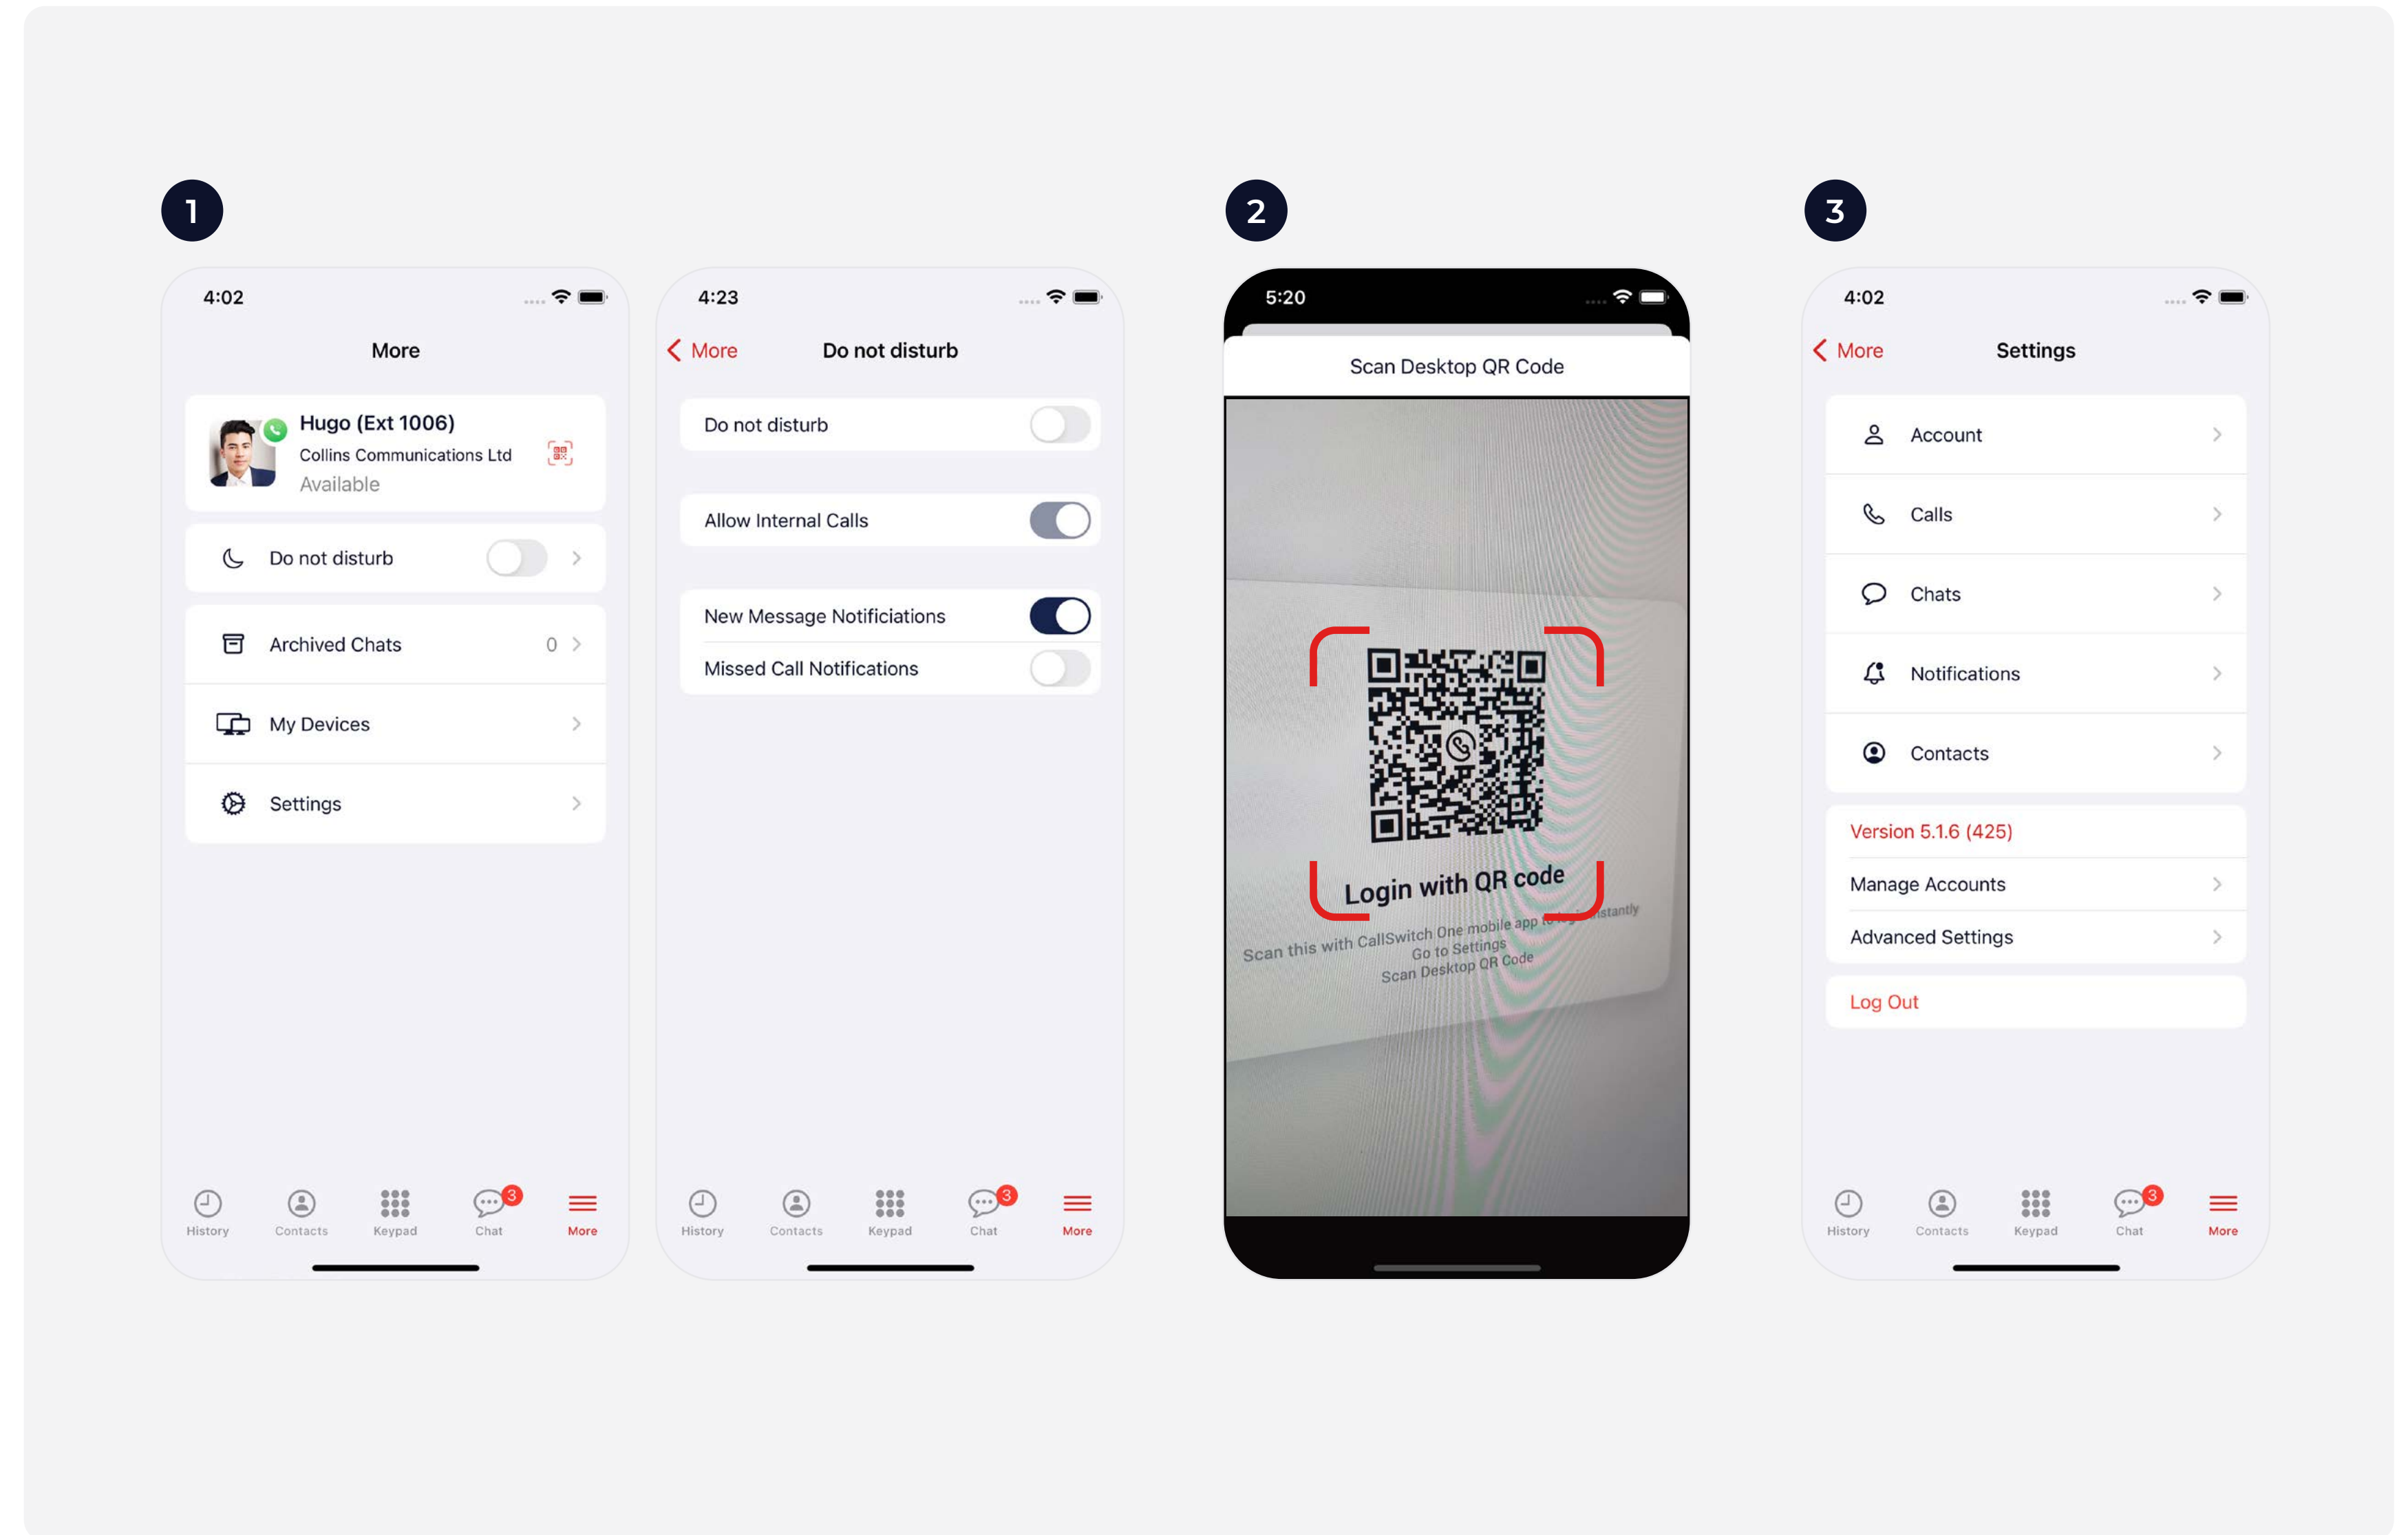 1
4:02
More
Hugo (Ext 1006)
Collins Communications Ltd
Available
Do not disturb
Archived Chats 0
My Devices
Settings
History Contacts Keypad Chat 3 More
4:23
More Do not disturb
Do not disturb
Allow Internal Calls
New Message Notificiations
Missed Call Notifications
History Contacts Keypad Chat 3 More
2
5:20
Scan Desktop QR Code
Login with QR code
Scan this with CallSwitch One mobile app to login instantly
Go to Settings
Scan Desktop QR Code
3
4:02
More Settings
Account
Calls
Chats
Notifications
Contacts
Version 5.1.6 (425)
Manage Accounts
Advanced Settings
Log Out
History Contacts Keypad Chat 3 More